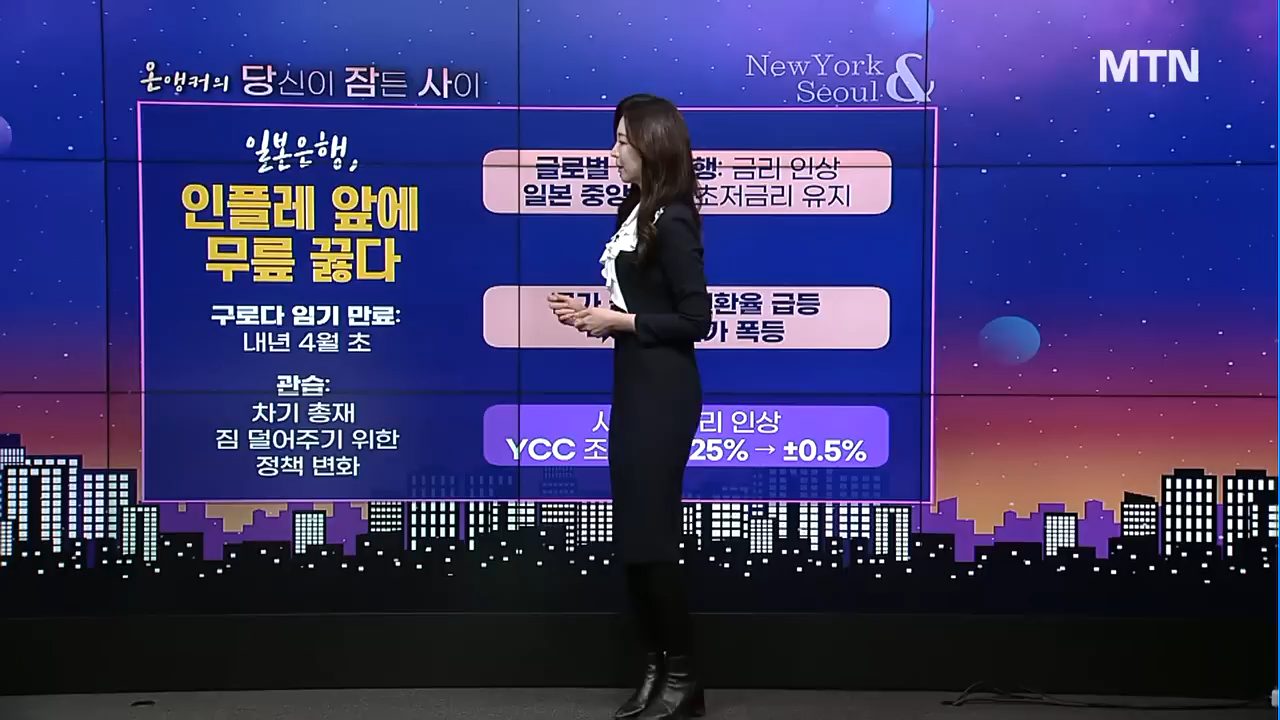 온앵커의 당신이 잠든 사이
NewYork
Seoul &
MTN
일본은행,
인플레 앞에
무릎 꿇다
구로다 임기 만료:
내년 4월 초
관습:
차기 총재
짐 덜어주기 위한
정책 변화
글로벌 행: 금리 인상
일본 중앙 초저금리 유지
환율 급등
폭등
리 인상
YCC 25% → ±0.5%